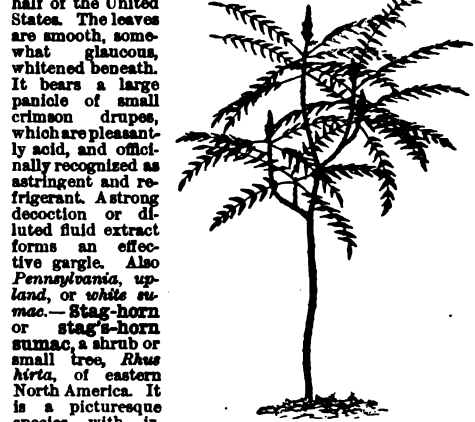 half of the United
States. The leaves
are smooth, some-
what glaucous,
whitened beneath.
It bears a large
panicle of small
crimson drupes,
which are pleasant-
ly acid, and offici-
nally recognized as
astringent and re-
frigerant. A strong
decoction or di-
luted fluid extract
forms an effec-
tive gargle. Also
Pennsylvania, up-
land, or white su-
mac.—Stag-horn
or stag's-horn
sumac, a shrub or
small tree, Rhus
hirta, of eastern
North America. It
is a picturesque
species with in-